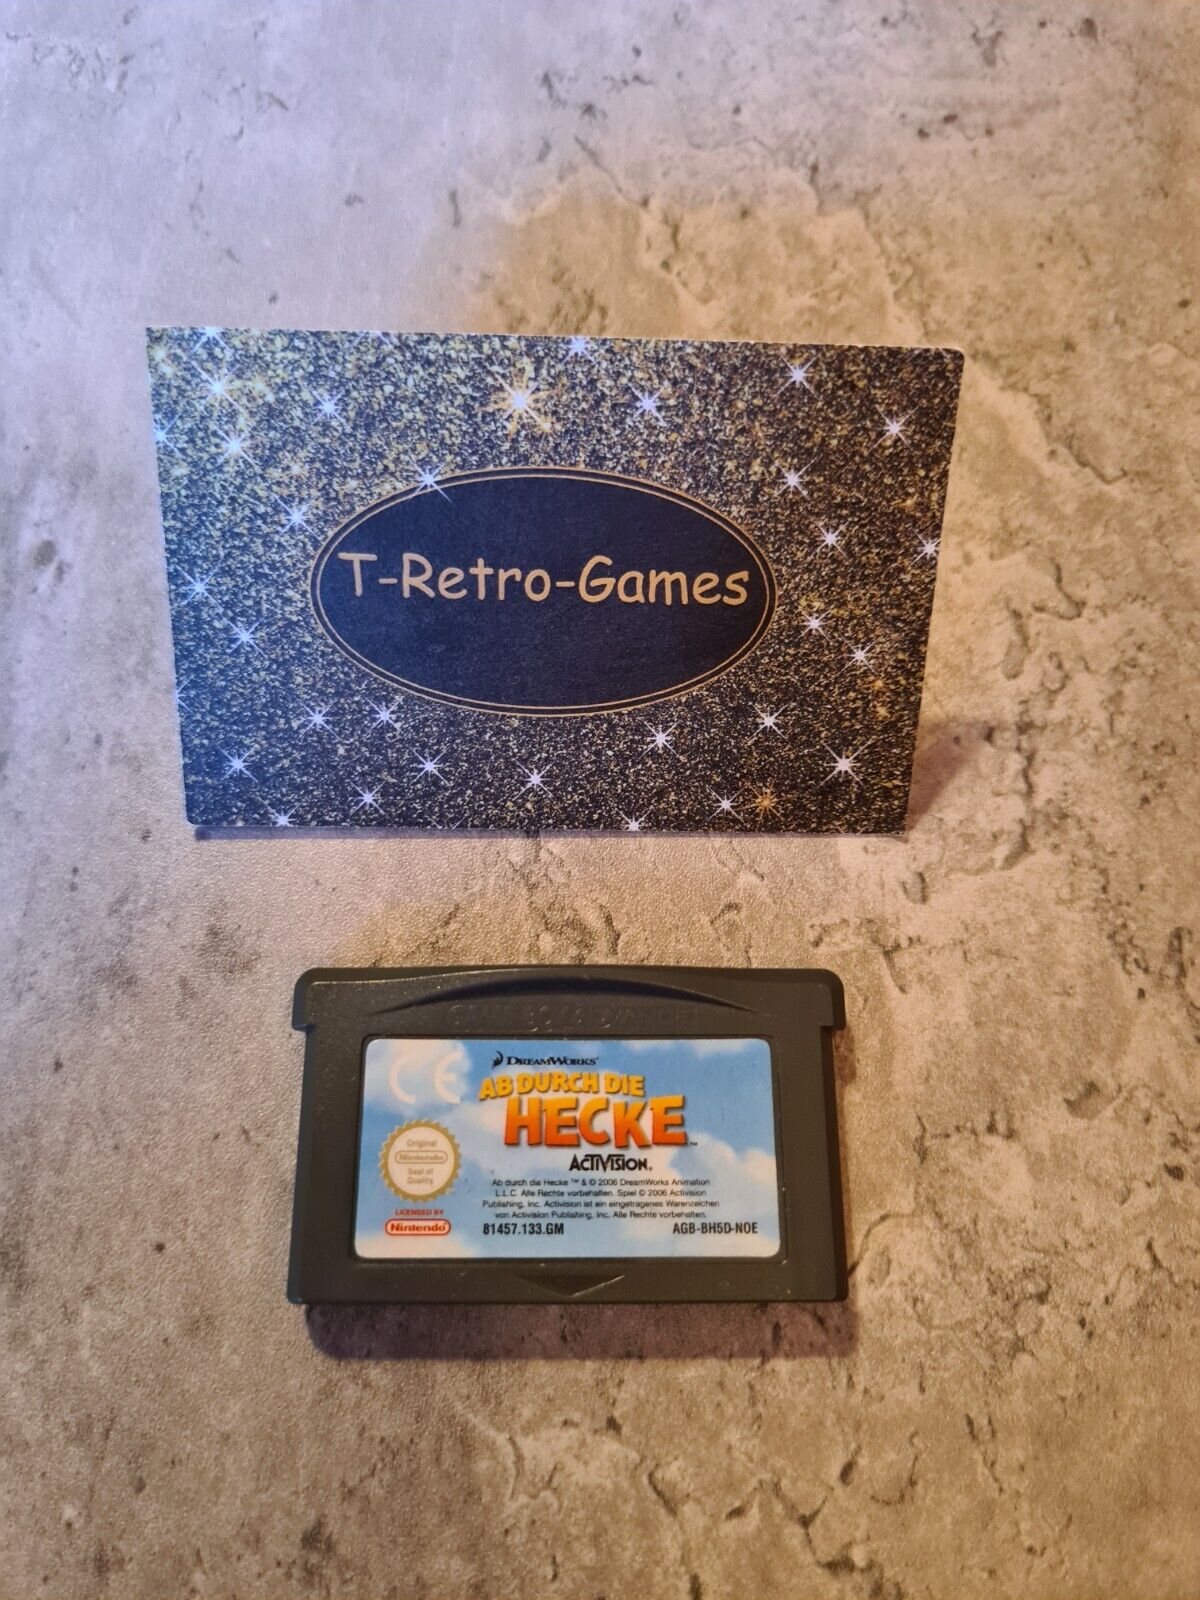 T-Retro-Games
GAME BOY ADVANCE
CE
DREAMWORKS
AB DURCH DIE
HECKE™
ACTIVISION®
Original
Nintendo
Seal of
Quality
LICENSED BY
Nintendo
Ab durch die Hecke ™ & © 2006 DreamWorks Animation
L.L.C. Alle Rechte vorbehalten. Spiel © 2006 Activision
Publishing, Inc. Activision ist ein eingetragenes Warenzeichen
von Activision Publishing, Inc. Alle Rechte vorbehalten.
81457.133.GM AGB-BH5D-NOE